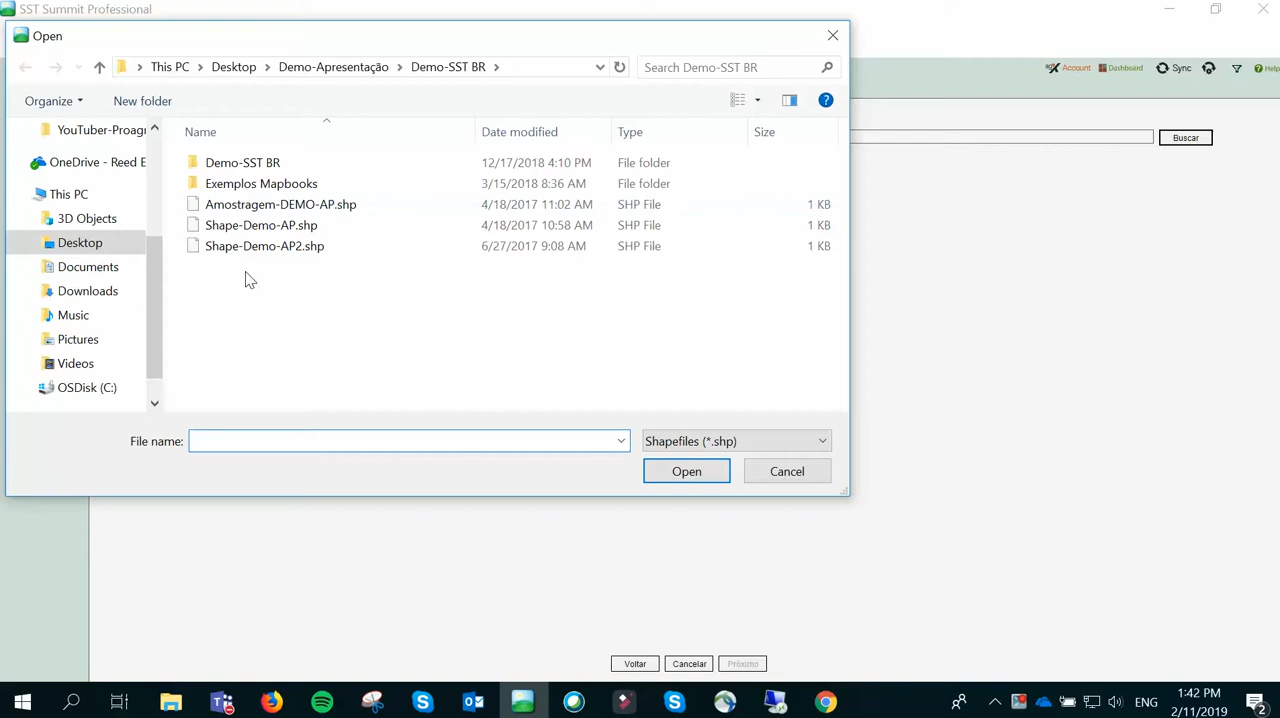 SST Summit Professional
Open
This PC > Desktop > Demo-Apresentação > Demo-SST BR >
Search Demo-SST BR
Account Dashboard Sync Help
Organize New folder
Name Date modified Type Size
YouTuber-Proagr
Demo-SST BR 12/17/2018 4:10 PM File folder
OneDrive - Reed E
Exemplos Mapbooks 3/15/2018 8:36 AM File folder
This PC
Amostragem-DEMO-AP.shp 4/18/2017 11:02 AM SHP File 1 KB
3D Objects
Shape-Demo-AP.shp 4/18/2017 10:58 AM SHP File 1 KB
Desktop
Shape-Demo-AP2.shp 6/27/2017 9:08 AM SHP File 1 KB
Documents
Downloads
Music
Pictures
Videos
OSDisk (C:)
Buscar
File name: Shapefiles (*.shp)
Open Cancel
Voltar Cancelar Próximo
ENG
1:42 PM
2/11/2019
2